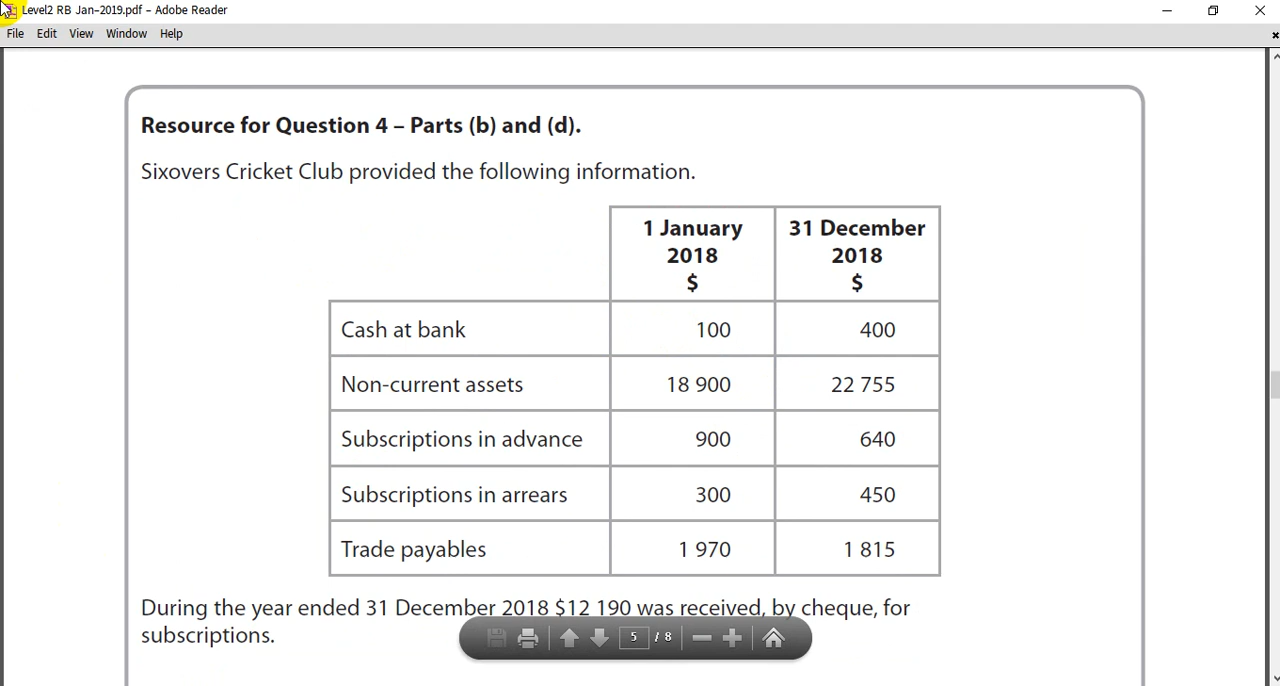 Level2 RB Jan-2019.pdf - Adobe Reader
File Edit View Window Help
Resource for Question 4 – Parts (b) and (d).
Sixovers Cricket Club provided the following information.
1 January 2018 $
31 December 2018 $
Cash at bank 100 400
Non-current assets 18 900 22 755
Subscriptions in advance 900 640
Subscriptions in arrears 300 450
Trade payables 1 970 1 815
During the year ended 31 December 2018 $12 190 was received, by cheque, for
subscriptions.
5 / 8